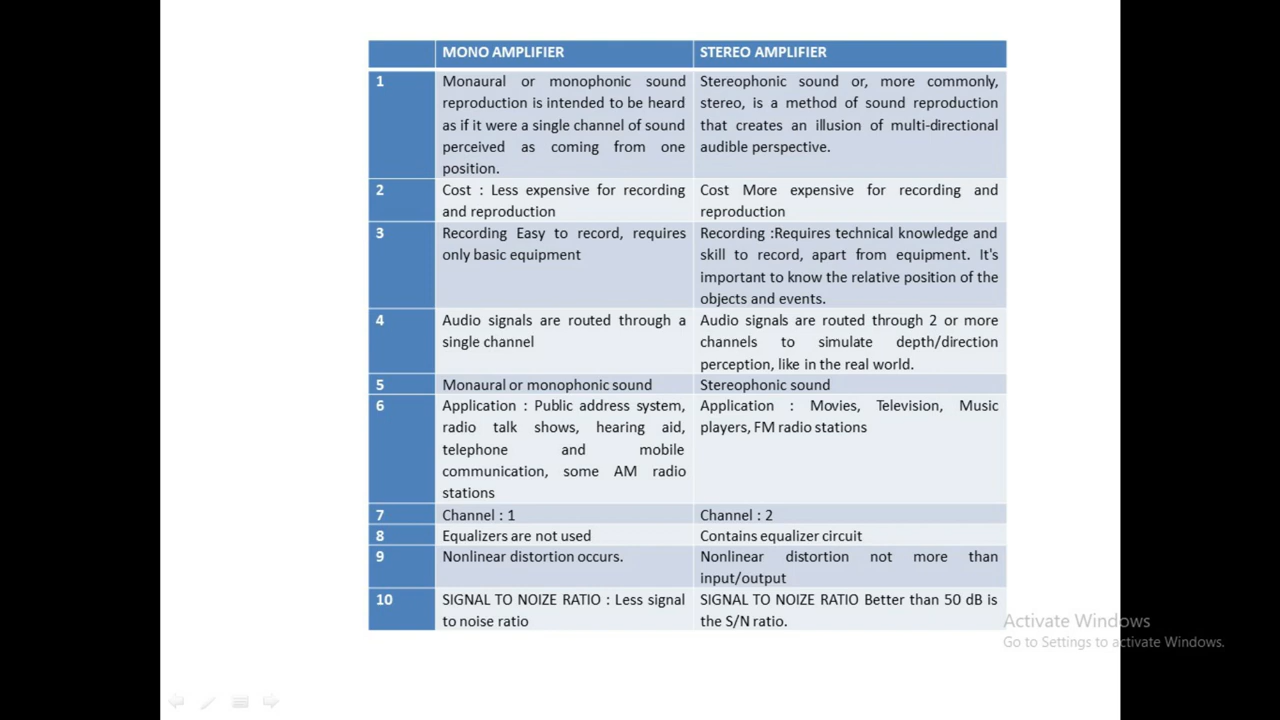 MONO AMPLIFIER STEREO AMPLIFIER
1 Monaural or monophonic sound
reproduction is intended to be heard
as if it were a single channel of sound
perceived as coming from one
position.
Stereophonic sound or, more commonly,
stereo, is a method of sound reproduction
that creates an illusion of multi-directional
audible perspective.
2 Cost : Less expensive for recording
and reproduction
Cost More expensive for recording and
reproduction
3 Recording Easy to record, requires
only basic equipment
Recording :Requires technical knowledge and
skill to record, apart from equipment. It's
important to know the relative position of the
objects and events.
4 Audio signals are routed through a
single channel
Audio signals are routed through 2 or more
channels to simulate depth/direction
perception, like in the real world.
5 Monaural or monophonic sound
Stereophonic sound
6 Application : Public address system,
radio talk shows, hearing aid,
telephone and mobile
communication, some AM radio
stations
Application : Movies, Television, Music
players, FM radio stations
7 Channel : 1
Channel : 2
8 Equalizers are not used
Contains equalizer circuit
9 Nonlinear distortion occurs.
Nonlinear distortion not more than
input/output
10 SIGNAL TO NOIZE RATIO : Less signal
to noise ratio
SIGNAL TO NOIZE RATIO Better than 50 dB is
the S/N ratio.
Activate Windows
Go to Settings to activate Windows.